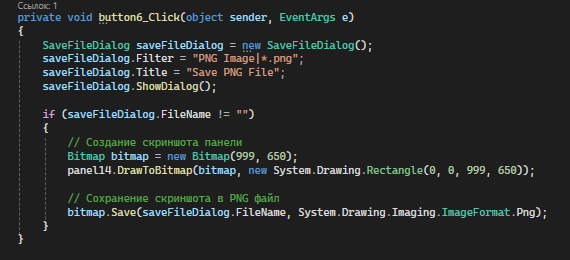 Ссылок: 1
private void button6_Click(object sender, EventArgs e)
{
SaveFileDialog saveFileDialog = new SaveFileDialog();
saveFileDialog.Filter = "PNG Image|*.png";
saveFileDialog.Title = "Save PNG File";
saveFileDialog.ShowDialog();
if (saveFileDialog.FileName != "")
{
// Создание скриншота панели
Bitmap bitmap = new Bitmap(999, 650);
panel14.DrawToBitmap(bitmap, new System.Drawing.Rectangle(0, 0, 999, 650));
// Сохранение скриншота в PNG файл
bitmap.Save(saveFileDialog.FileName, System.Drawing.Imaging.ImageFormat.Png);
}
}